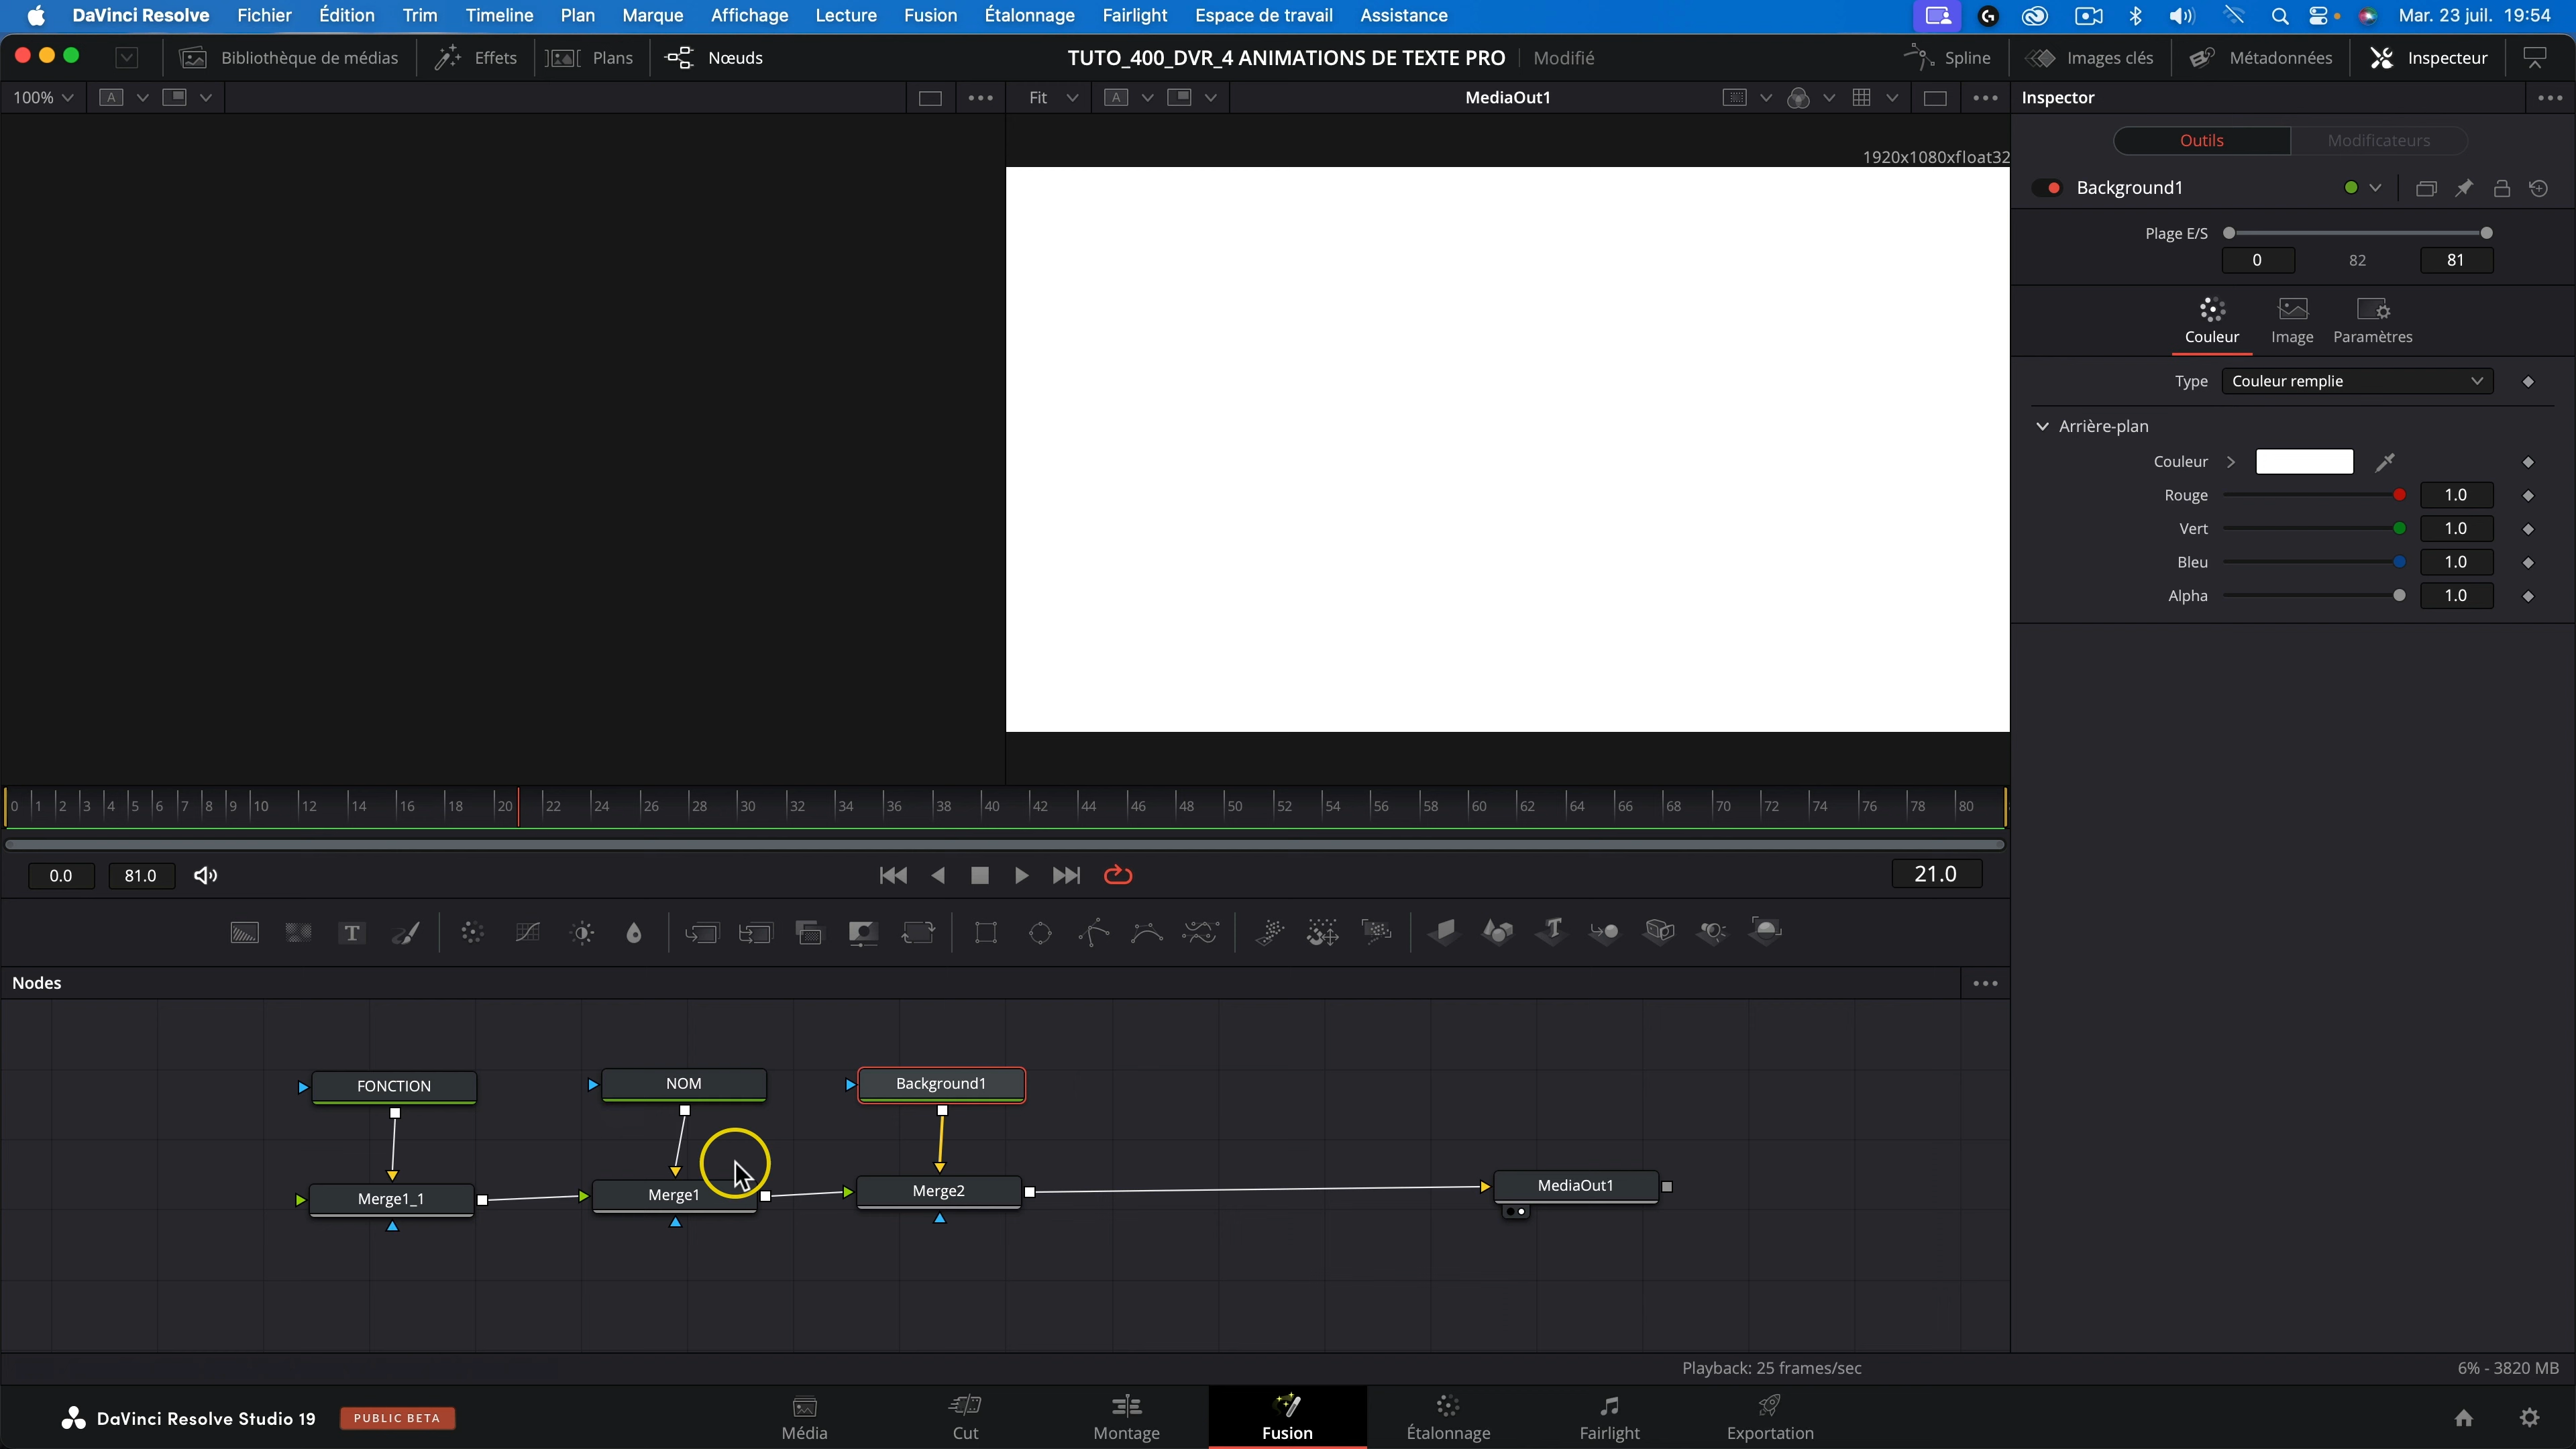 DaVinci Resolve Fichier Édition Trim Timeline Plan Marque Affichage Lecture Fusion Étalonnage Fairlight Espace de travail Assistance Mar. 23 juil. 19:54
Bibliothèque de médias Effets Plans Nœuds TUTO_400_DVR_4 ANIMATIONS DE TEXTE PRO Modifié Spline Images clés Métadonnées Inspecteur
100% A Fit A MediaOut1 Inspector
Outils Modificateurs
1920x1080xfloat32
Background1
Plage E/S
0 82 81
Couleur Image Paramètres
Type Couleur remplie
Arrière-plan
Couleur
Rouge 1.0
Vert 1.0
Bleu 1.0
Alpha 1.0
0 1 2 3 4 5 6 7 8 9 10 12 14 16 18 20 22 24 26 28 30 32 34 36 38 40 42 44 46 48 50 52 54 56 58 60 62 64 66 68 70 72 74 76 78 80
0.0 81.0 21.0
T T
Nodes
FONCTION NOM Background1
Merge1_1 Merge1 Merge2 MediaOut1
Playback: 25 frames/sec 6% - 3820 MB
DaVinci Resolve Studio 19 PUBLIC BETA Média Cut Montage Fusion Étalonnage Fairlight Exportation